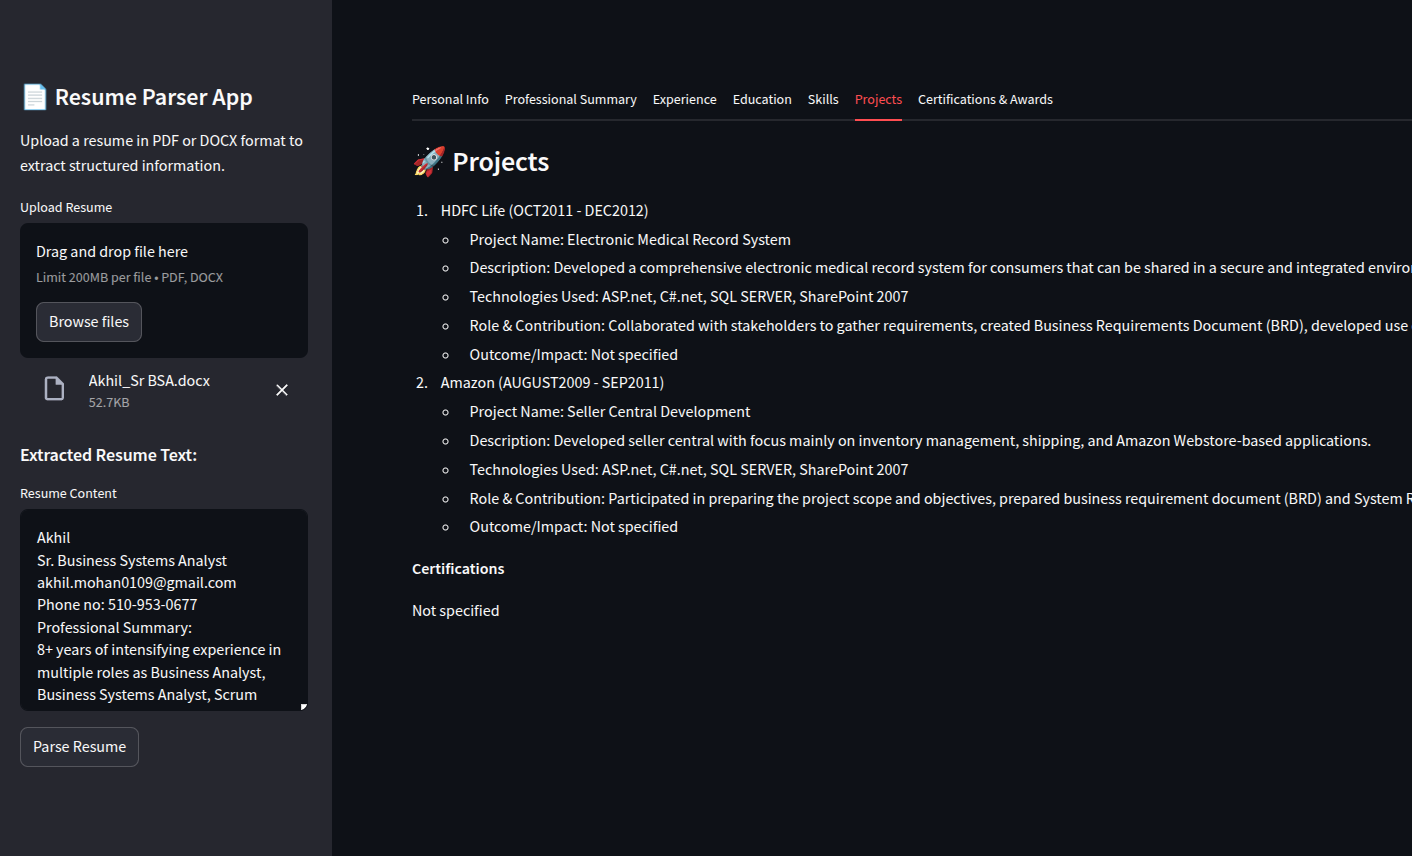 Resume Parser App
Upload a resume in PDF or DOCX format to
extract structured information.
Upload Resume
Drag and drop file here
Limit 200MB per file • PDF, DOCX
Browse files
Akhil_Sr BSA.docx
52.7KB
Extracted Resume Text:
Resume Content
Akhil
Sr. Business Systems Analyst
akhil.mohan0109@gmail.com
Phone no: 510-953-0677
Professional Summary:
8+ years of intensifying experience in
multiple roles as Business Analyst,
Business Systems Analyst, Scrum
Parse Resume
Personal Info Professional Summary Experience Education Skills Projects Certifications & Awards
Projects
1. HDFC Life (OCT2011 - DEC2012)
Project Name: Electronic Medical Record System
Description: Developed a comprehensive electronic medical record system for consumers that can be shared in a secure and integrated
Technologies Used: ASP.net, C#.net, SQL SERVER, SharePoint 2007
Role & Contribution: Collaborated with stakeholders to gather requirements, created Business Requirements Document (BRD), developed use
Outcome/Impact: Not specified
2. Amazon (AUGUST2009 - SEP2011)
Project Name: Seller Central Development
Description: Developed seller central with focus mainly on inventory management, shipping, and Amazon Webstore-based applications.
Technologies Used: ASP.net, C#.net, SQL SERVER, SharePoint 2007
Role & Contribution: Participated in preparing the project scope and objectives, prepared business requirement document (BRD) and System
Outcome/Impact: Not specified
Certifications
Not specified